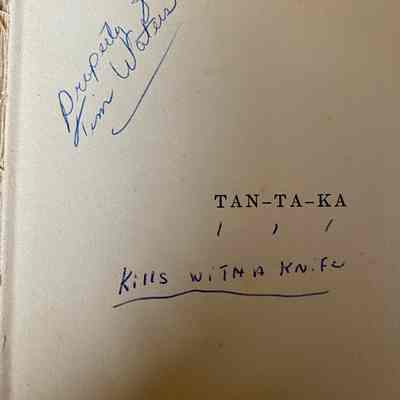 Property of
Tim Waters
TAN-TA-KA
Kills WITH A KNIFE